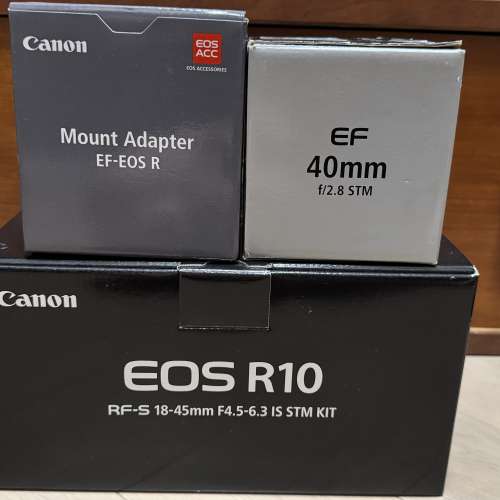 Canon
EOS
ACC
EOS ACCESSORIES
Mount Adapter
EF-EOS R
EF
40mm
f/2.8 STM
Canon
EOS R10
RF-S 18-45mm F4.5-6.3 IS STM KIT